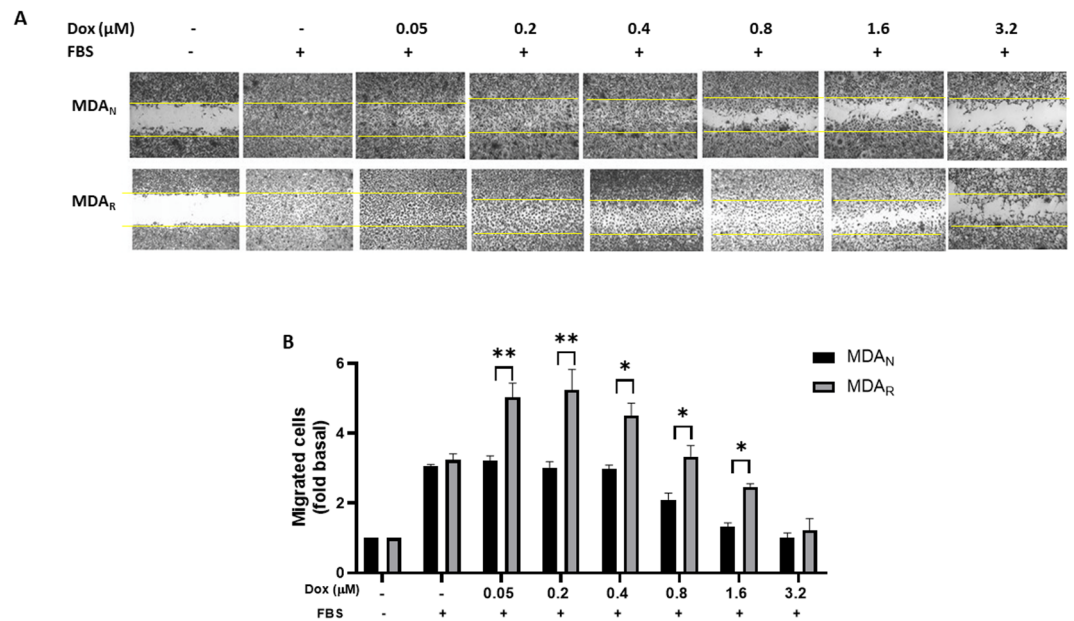 A
Dox (μM) - - 0.05 0.2 0.4 0.8 1.6 3.2
FBS - + + + + + + +
MDAN
MDAR
B
** ** * * *
MDAN
MDAR
Migrated cells
(fold basal)
6
4
2
0
Dox (μM) - - 0.05 0.2 0.4 0.8 1.6 3.2
FBS - + + + + + + +